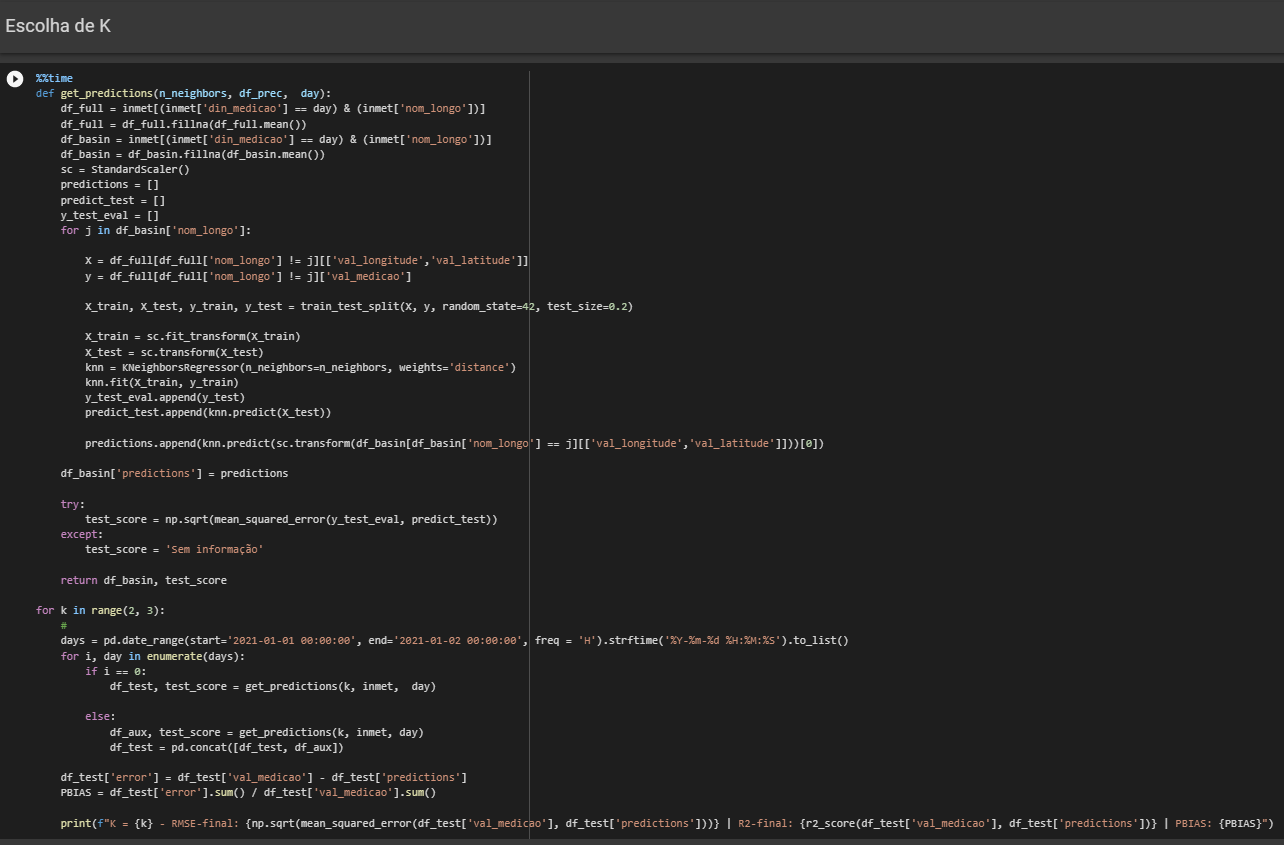 Escolha de K
%%time
def get_predictions(n_neighbors, df_prec,  day):
    df_full = inmet[(inmet['din_medicao'] == day) & (inmet['nom_longo'])]
    df_full = df_full.fillna(df_full.mean())
    df_basin = inmet[(inmet['din_medicao'] == day) & (inmet['nom_longo'])]
    df_basin = df_basin.fillna(df_basin.mean())
    sc = StandardScaler()
    predictions = []
    predict_test = []
    y_test_eval = []
    for j in df_basin['nom_longo']:
        X = df_full[df_full['nom_longo'] != j][['val_longitude','val_latitude']]
        y = df_full[df_full['nom_longo'] != j]['val_medicao']
        X_train, X_test, y_train, y_test = train_test_split(X, y, random_state=42, test_size=0.2)
        X_train = sc.fit_transform(X_train)
        X_test = sc.transform(X_test)
        knn = KNeighborsRegressor(n_neighbors=n_neighbors, weights='distance')
        knn.fit(X_train, y_train)
        y_test_eval.append(y_test)
        predict_test.append(knn.predict(X_test))
        predictions.append(knn.predict(sc.transform(df_basin[df_basin['nom_longo'] == j][['val_longitude','val_latitude']]))[0])
    df_basin['predictions'] = predictions
    try:
        test_score = np.sqrt(mean_squared_error(y_test_eval, predict_test))
    except:
        test_score = 'Sem informação'
    return df_basin, test_score
for k in range(2, 3):
    #
    days = pd.date_range(start='2021-01-01 00:00:00', end='2021-01-02 00:00:00', freq = 'H').strftime('%Y-%m-%d %H:%M:%S').to_list()
    for i, day in enumerate(days):
        if i == 0:
            df_test, test_score = get_predictions(k, inmet,  day)
        else:
            df_aux, test_score = get_predictions(k, inmet, day)
            df_test = pd.concat([df_test, df_aux])
    df_test['error'] = df_test['val_medicao'] - df_test['predictions']
    PBIAS = df_test['error'].sum() / df_test['val_medicao'].sum()
    print(f"K = {k} - RMSE-final: {np.sqrt(mean_squared_error(df_test['val_medicao'], df_test['predictions']))} | R2-final: {r2_score(df_test['val_medicao'], df_test['predictions'])} | PBIAS: {PBIAS}")